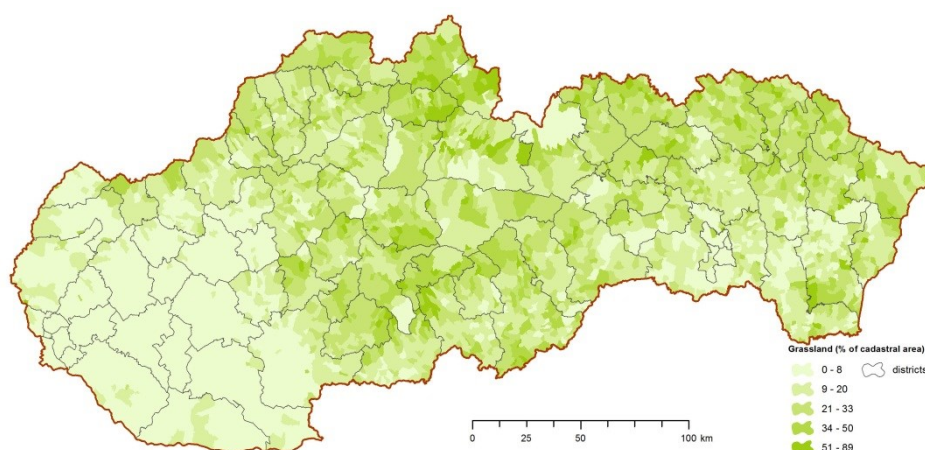 Grassland (% of cadastral area)
0 - 8 districts
9 - 20
21 - 33
34 - 50
51 - 89
0 25 50 100 km